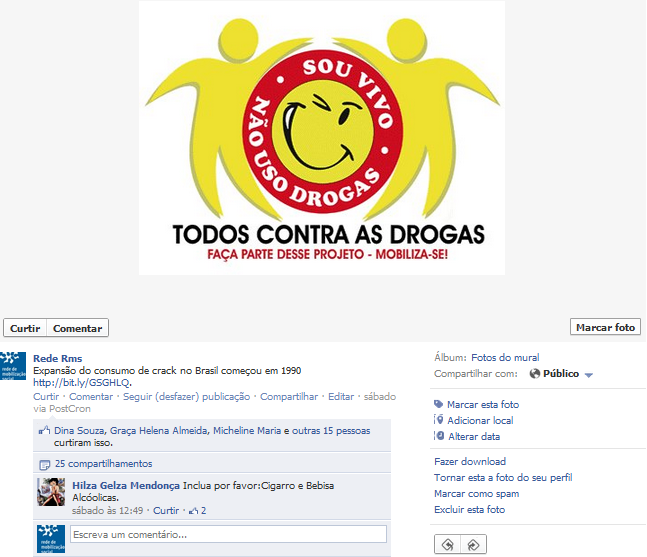 SOU VIVO
NÃO USO DROGAS
TODOS CONTRA AS DROGAS
FAÇA PARTE DESSE PROJETO - MOBILIZA-SE!
Curtir Comentar
Marcar foto
rede de mobilização social
Rede Rms
Expansão do consumo de crack no Brasil começou em 1990
http://bit.ly/GSGHLQ.
Curtir · Comentar · Seguir (desfazer) publicação · Compartilhar · Editar · sábado
via PostCron
Dina Souza, Graça Helena Almeida, Micheline Maria e outras 15 pessoas
curtiram isso.
25 compartilhamentos
Hilza Gelza Mendonça Inclua por favor:Cigarro e Bebisa
Alcóolicas.
sábado às 12:49 · Curtir · 2
rede de mobilização social
Escreva um comentário...
Álbum: Fotos do mural
Compartilhar com: Público
Marcar esta foto
Adicionar local
Alterar data
Fazer download
Tornar esta a foto do seu perfil
Marcar como spam
Excluir esta foto